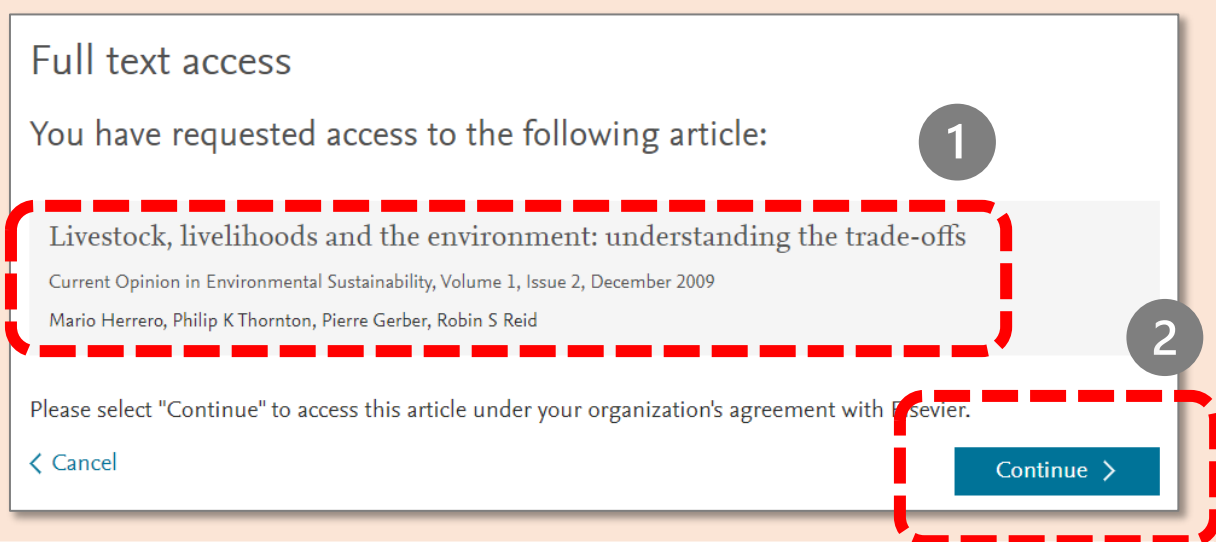 Full text access
You have requested access to the following article:
1
Livestock, livelihoods and the environment: understanding the trade-offs
Current Opinion in Environmental Sustainability, Volume 1, Issue 2, December 2009
Mario Herrero, Philip K Thornton, Pierre Gerber, Robin S Reid
2
Please select "Continue" to access this article under your organization's agreement with Elsevier.
Cancel
Continue